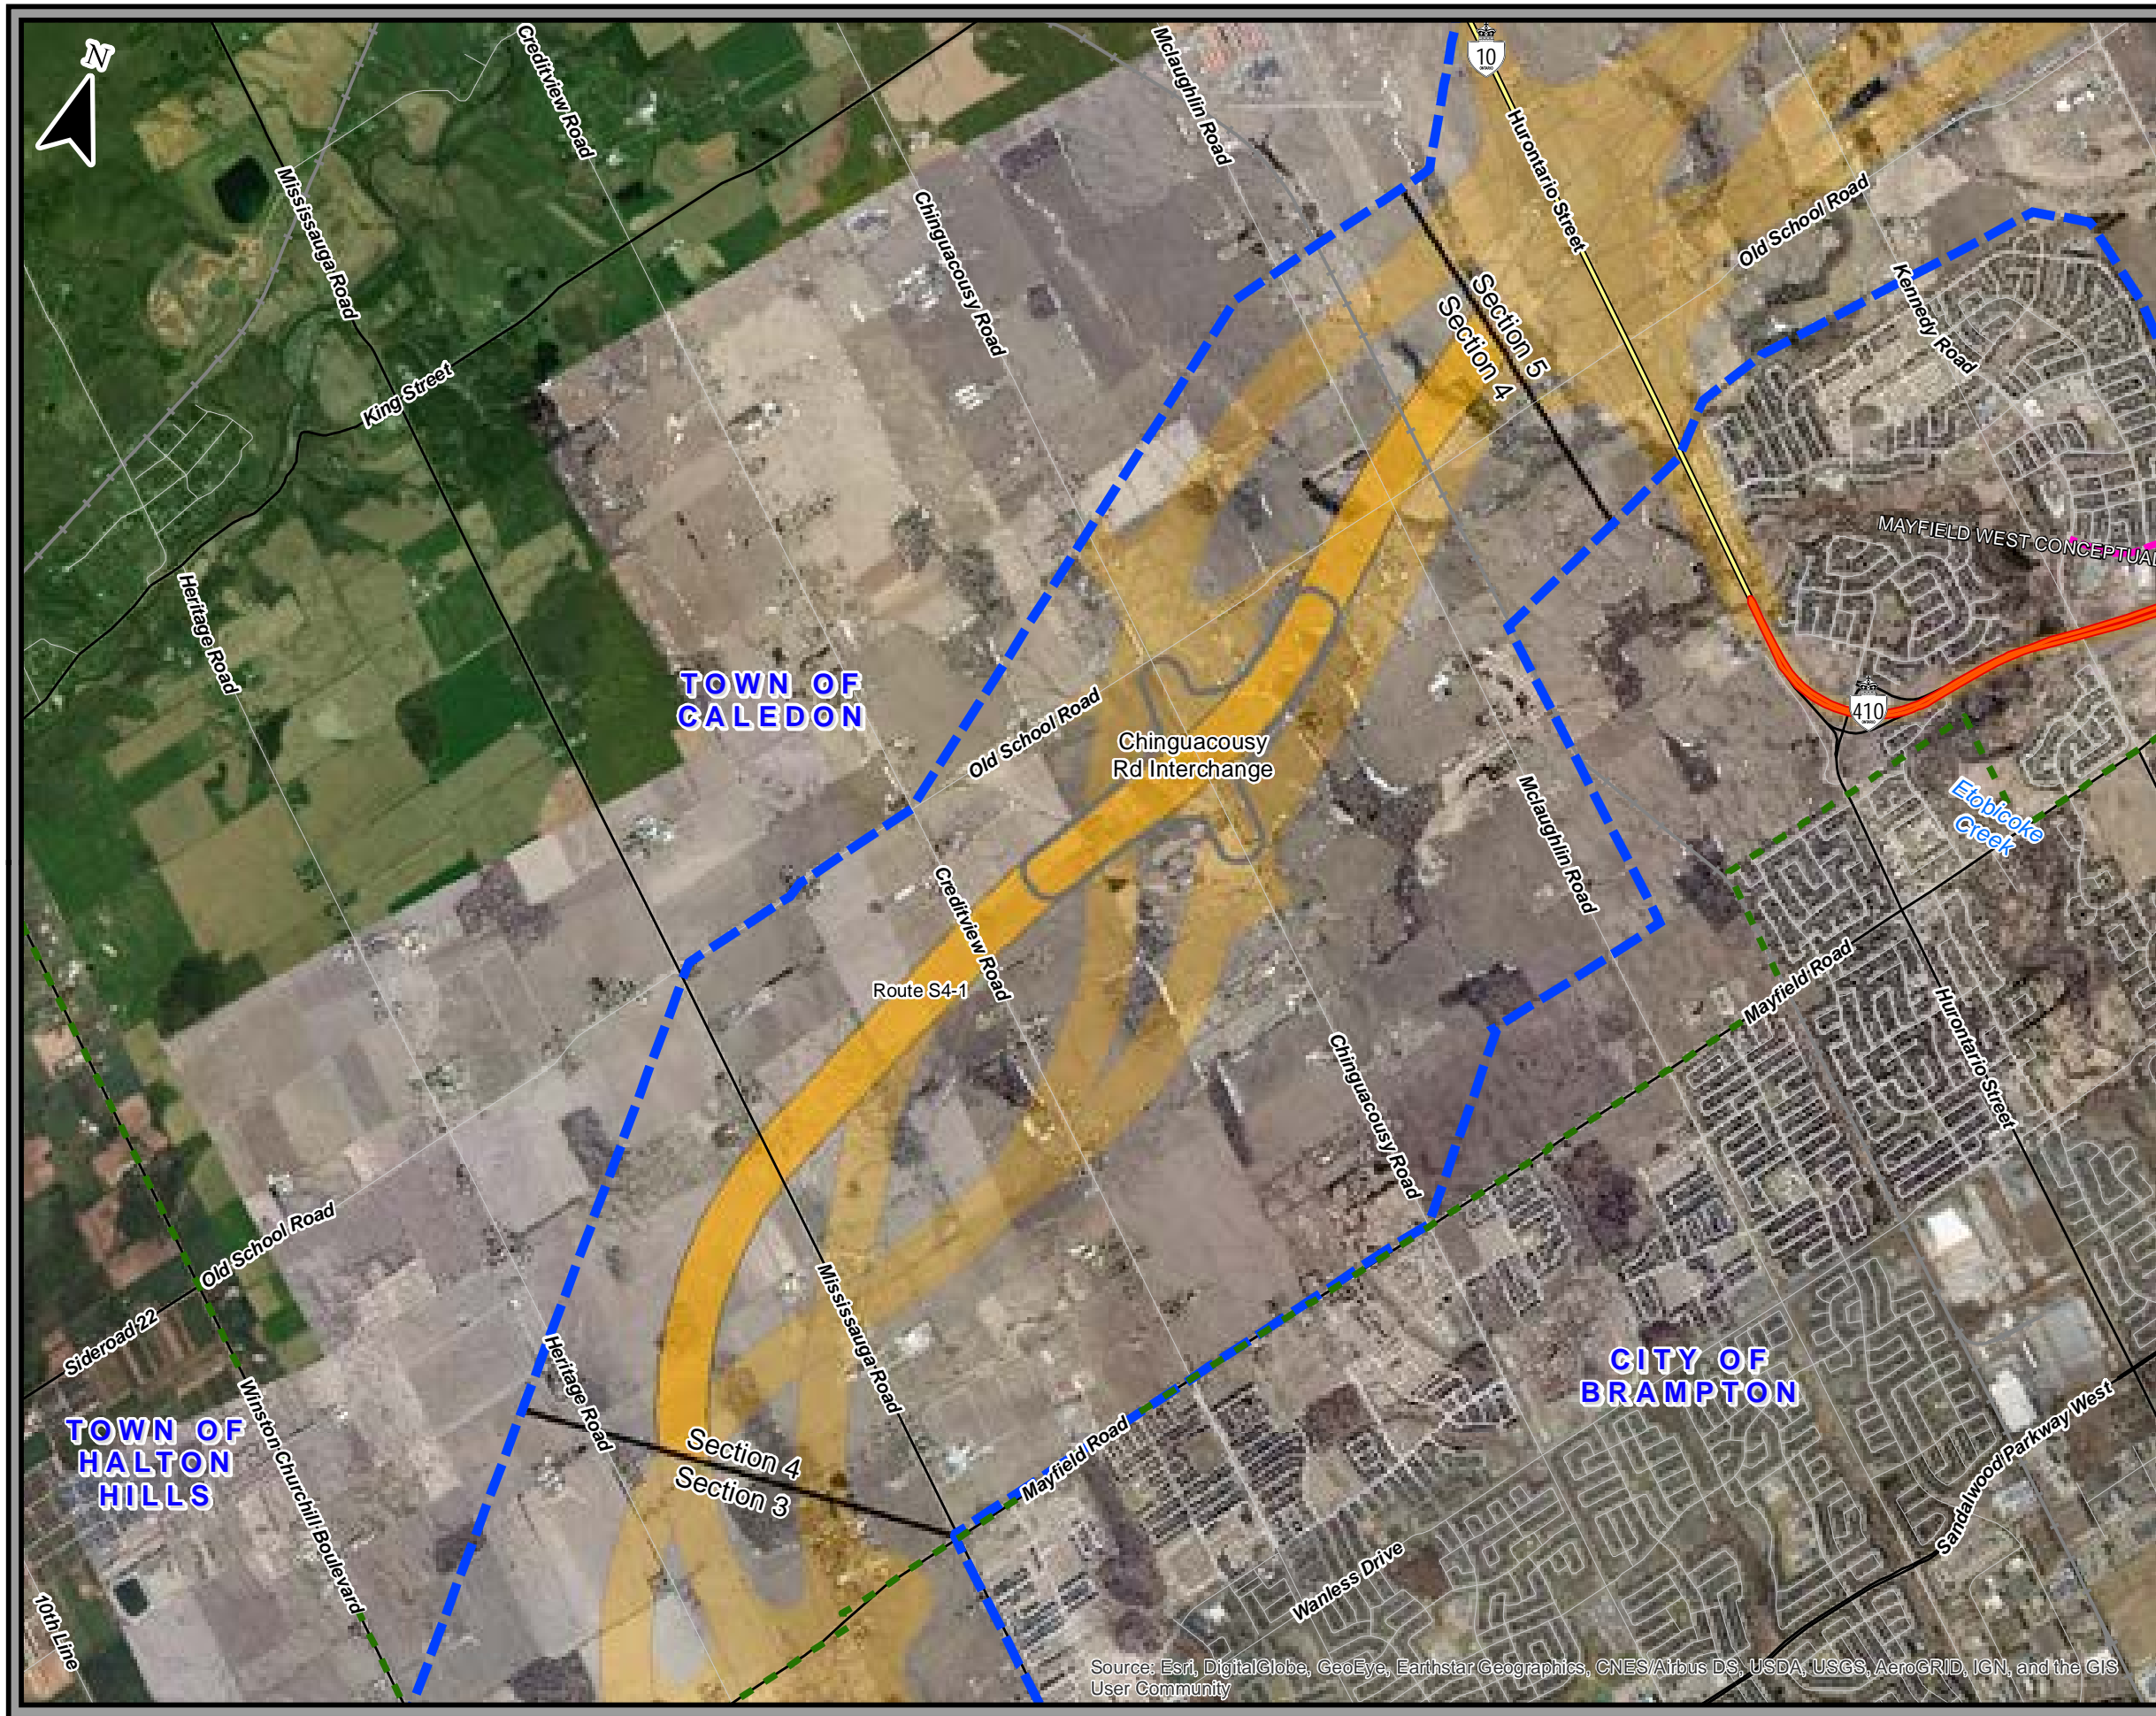 N
Creditview Road
Mclaughlin Road
10
ONTARIO
Hurontario Street
Mississauga Road
Chinguacousy Road
Old School Road
Kennedy Road
Section 5
Section 4
King Street
MAYFIELD WEST CONCEPTUAL
Heritage Road
TOWN OF
CALEDON
Old School Road
410
ONTARIO
Chinguacousy
Rd Interchange
Mclaughlin Road
Etobicoke
Creek
Creditview Road
Route S4-1
Mayfield Road
Hurontario Street
Chinguacousy Road
Old School Road
Sideroad 22
Mississauga Road
Heritage Road
CITY OF
BRAMPTON
Winston Churchill Boulevard
TOWN OF
HALTON
HILLS
Section 4
Section 3
Mayfield Road
Sandalwood Parkway West
Wanless Drive
10th Line
Source: Esri, DigitalGlobe, GeoEye, Earthstar Geographics, CNES/Airbus DS, USDA, USGS, AeroGRID, IGN, and the GIS
User Community